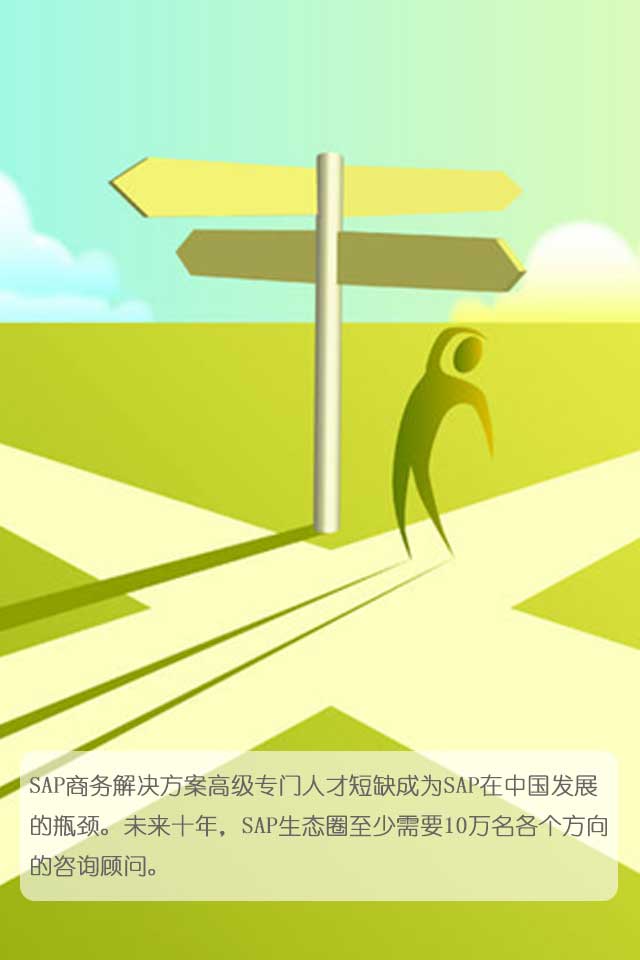 SAP商务解决方案高级专门人才短缺成为SAP在中国发展
的瓶颈。未来十年，SAP生态圈至少需要10万名各个方向
的咨询顾问。